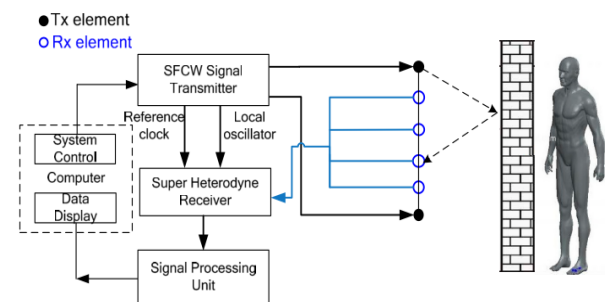 Tx element
Rx element
SFCW Signal
Transmitter
Reference
clock
Local
oscillator
System
Control
Computer
Data
Display
Super Heterodyne
Receiver
Signal Processing
Unit